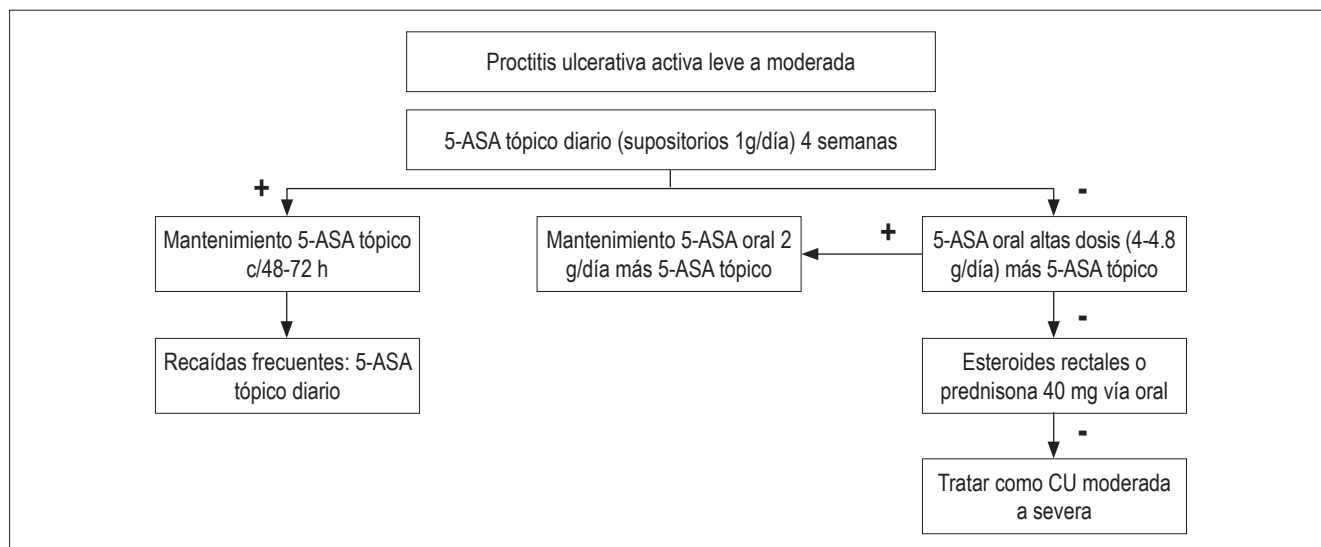 Proctitis ulcerativa activa leve a moderada
5-ASA tópico diario (supositorios 1g/día) 4 semanas
+
-
Mantenimiento 5-ASA tópico
c/48-72 h
Mantenimiento 5-ASA oral 2
g/día más 5-ASA tópico
+
5-ASA oral altas dosis (4-4.8
g/día) más 5-ASA tópico
-
Recaídas frecuentes: 5-ASA
tópico diario
Esteroides rectales o
prednisona 40 mg vía oral
-
Tratar como CU moderada
a severa